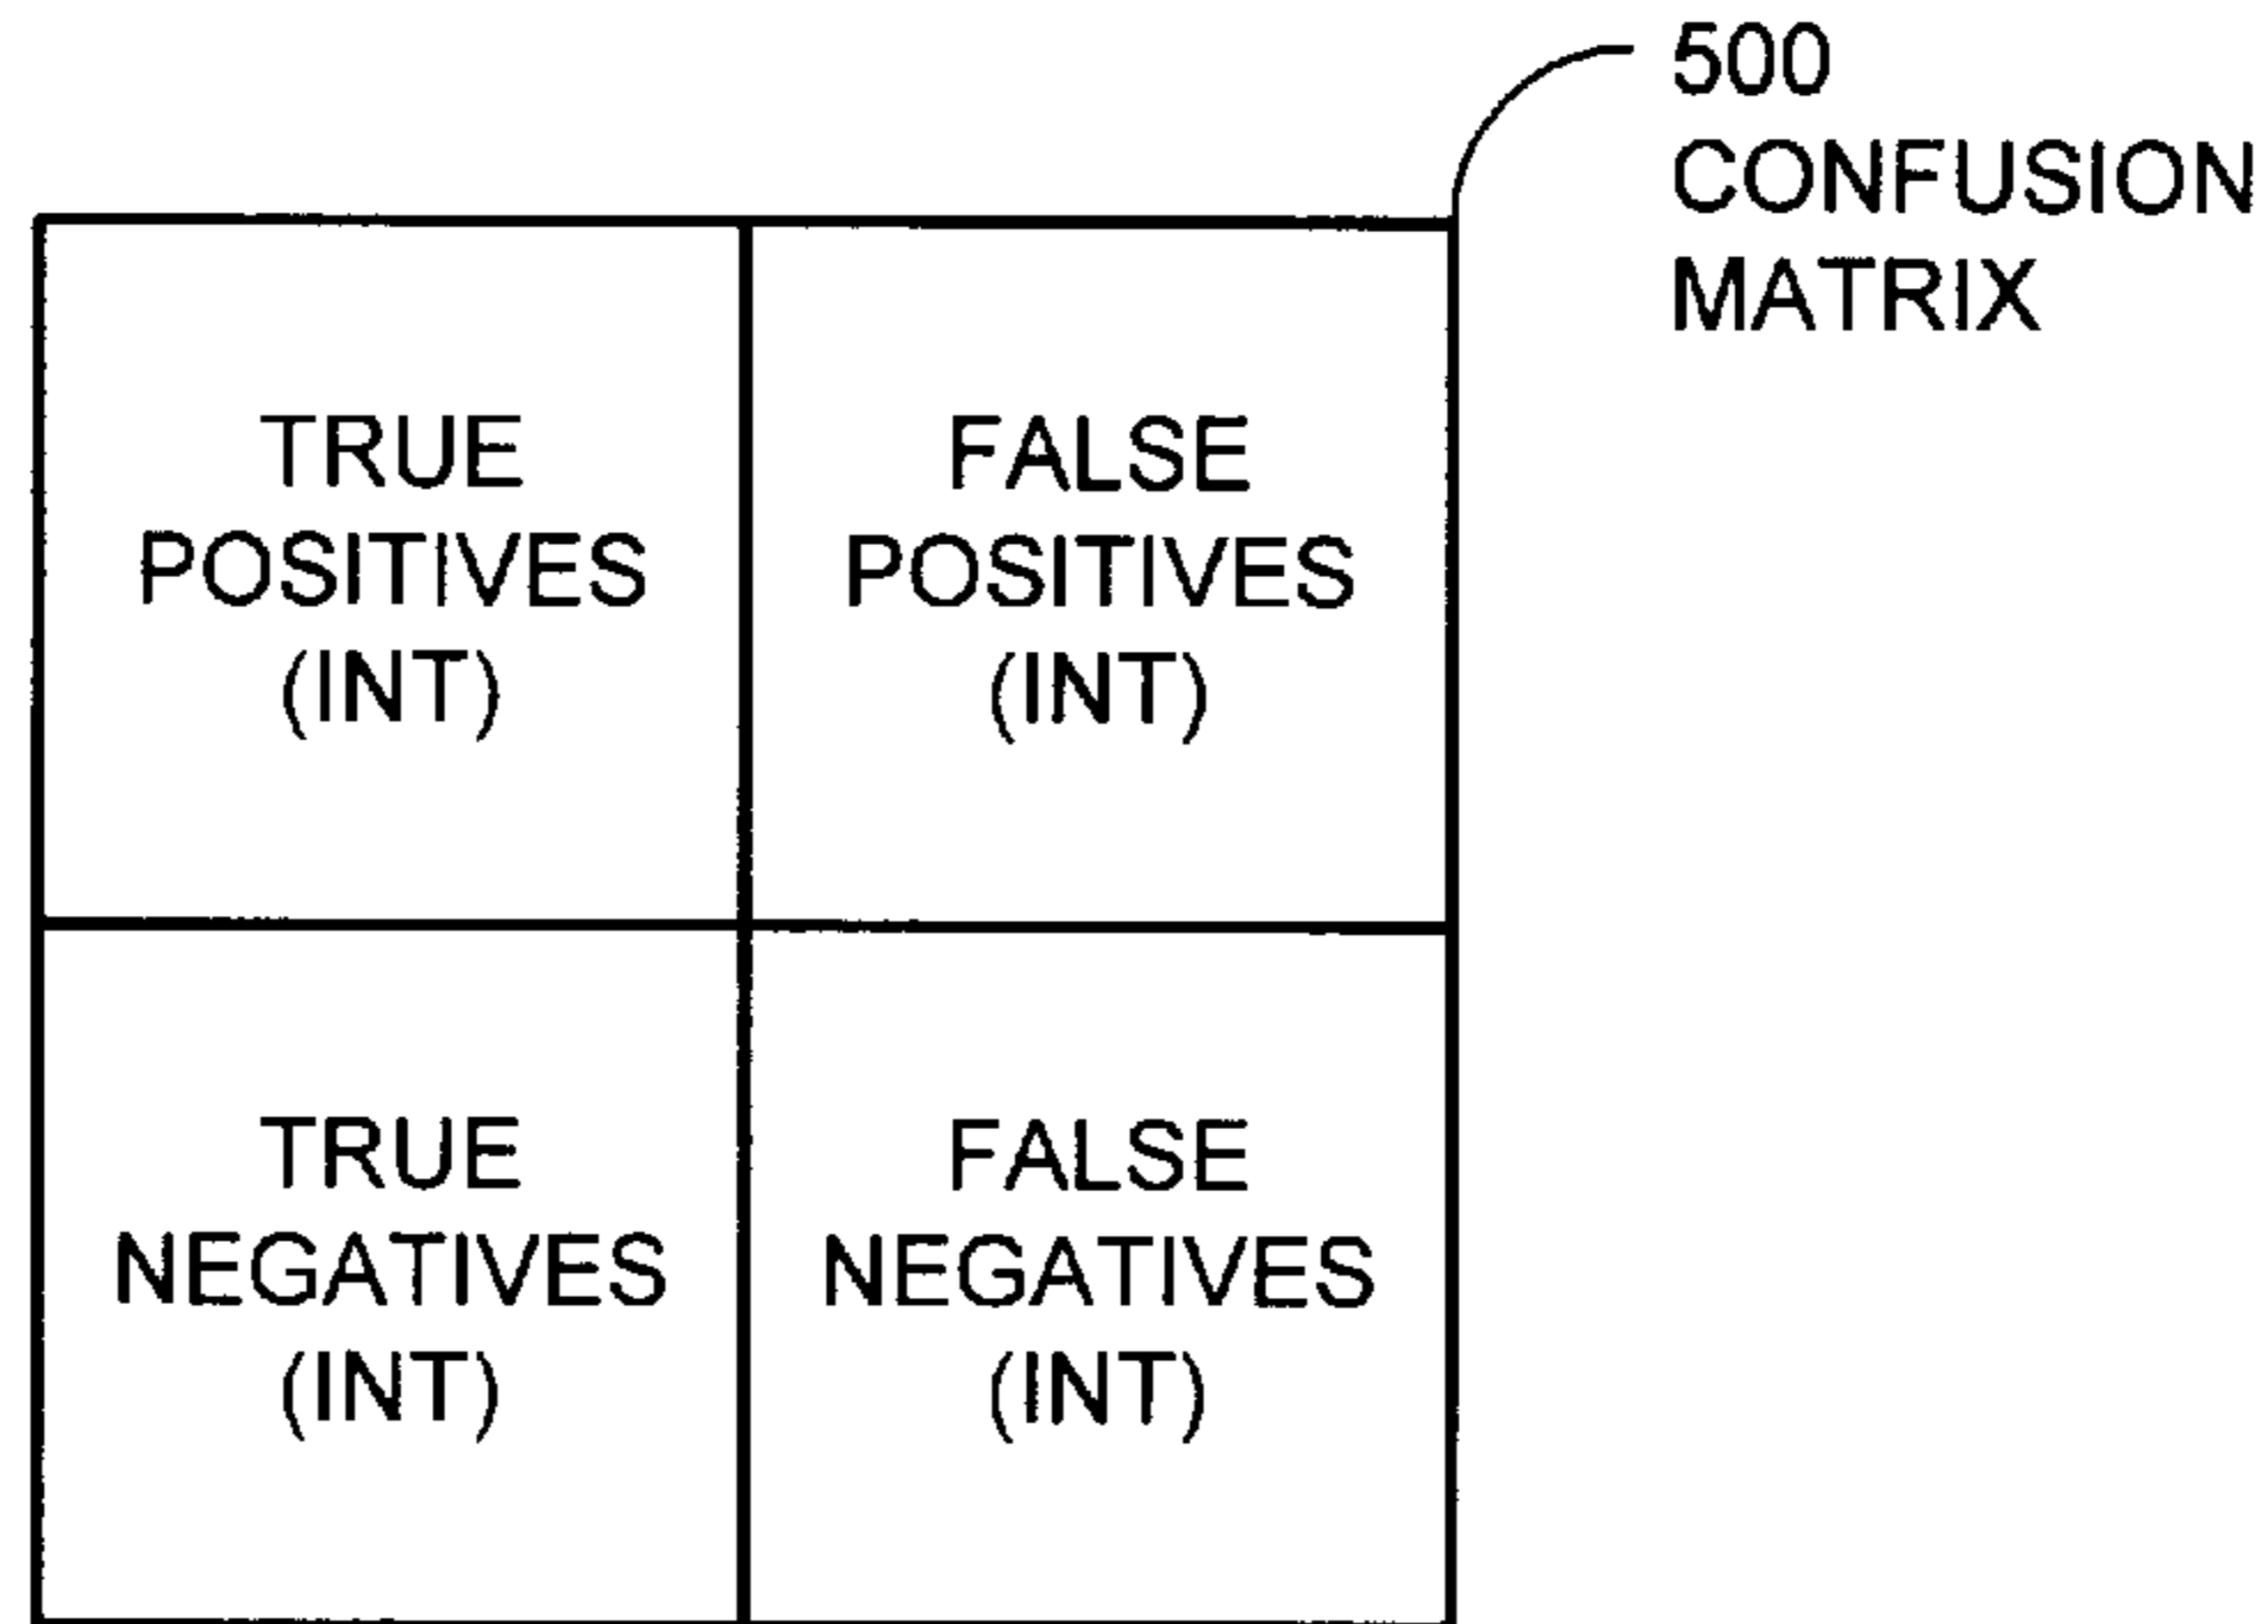 500
CONFUSION
MATRIX
TRUE
POSITIVES
(INT)
FALSE
POSITIVES
(INT)
TRUE
NEGATIVES
(INT)
FALSE
NEGATIVES
(INT)